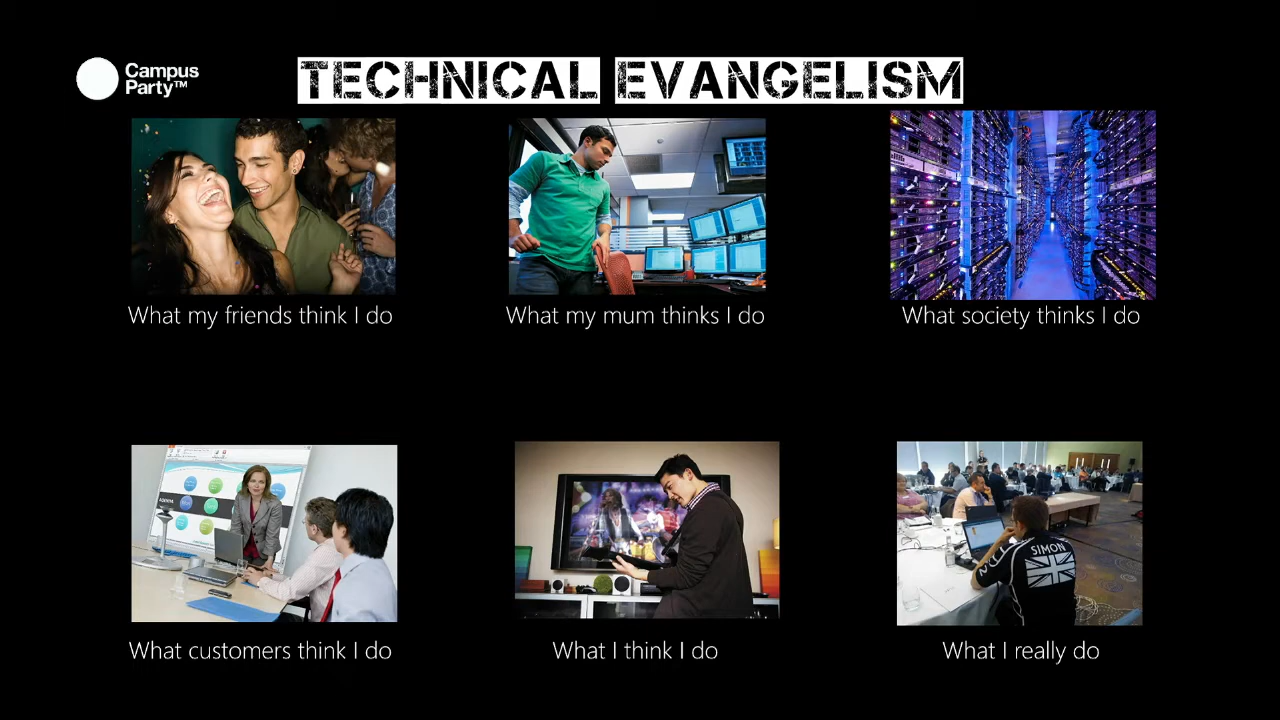 Campus
Party™
TECHNICAL EVANGELISM
What my friends think I do
What my mum thinks I do
What society thinks I do
SIMON
What customers think I do
What I think I do
What I really do